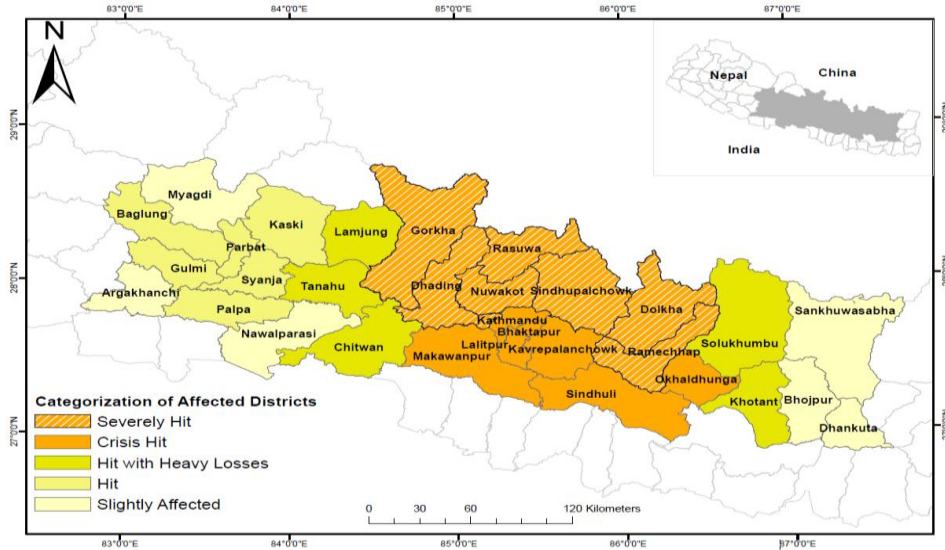 83°0'0"E 84°0'0"E 85°0'0"E 86°0'0"E 87°0'0"E
N
Nepal
China
India
29°0'0"N
28°0'0"N
27°0'0"N
Myagdi
Baglung
Kaski
Parbat
Lamjung
Gorkha
Gulmi
Syanja
Tanahu
Argakhanchi
Palpa
Nawalparasi
Chitwan
Rasuwa
Dhading
Nuwakot
Sindhupalchowk
Dolkha
Kathmandu
Bhaktapur
Lalitpur
Kavrepalanchowk
Makawanpur
Ramechhap
Sindhuli
Okhaldhunga
Solukhumbu
Khotant
Sankhuwasabha
Bhojpur
Dhankuta
Categorization of Affected Districts
Severely Hit
Crisis Hit
Hit with Heavy Losses
Hit
Slightly Affected
0 30 60 120 Kilometers
83°0'0"E 84°0'0"E 85°0'0"E 86°0'0"E 87°0'0"E